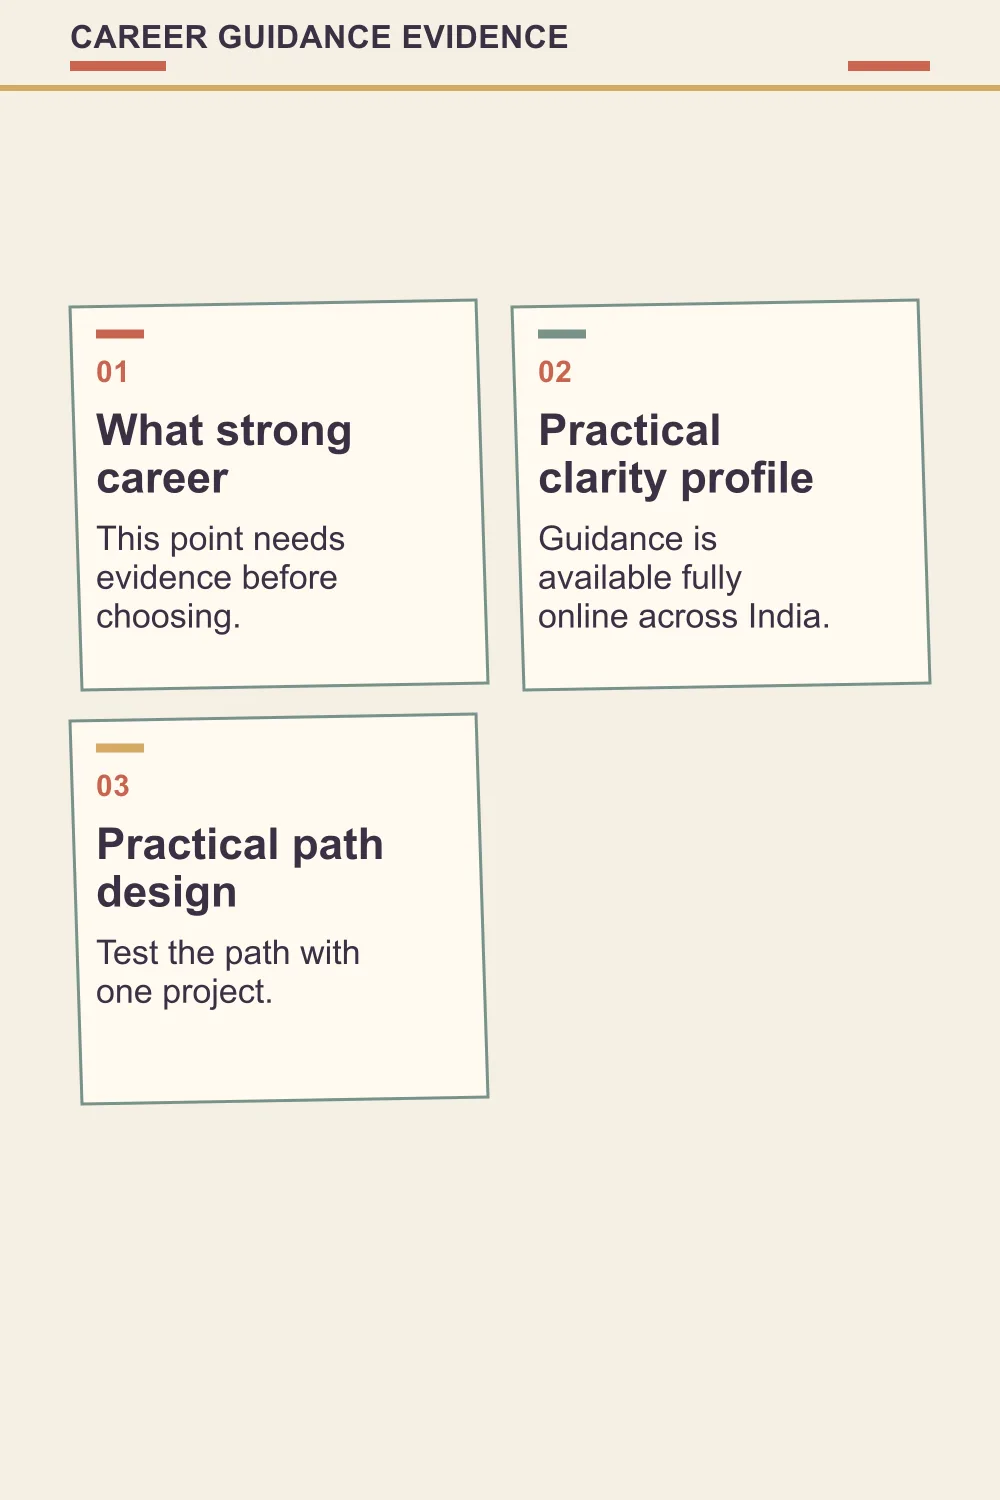 CAREER GUIDANCE EVIDENCE
01
What strong
career
This point needs
evidence before
choosing.
02
Practical
clarity profile
Guidance is
available fully
online across India.
03
Practical path
design
Test the path with
one project.